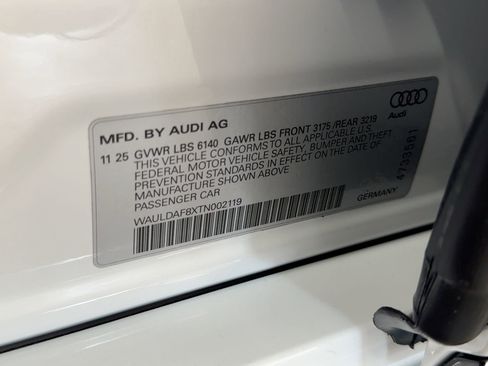 MFD. BY AUDI AG
Audi
11 25 GVWR LBS 6140 GAWR LBS FRONT 3175 /REAR 3219
THIS VEHICLE CONFORMS TO ALL APPLICABLE U.S.
FEDERAL MOTOR VEHICLE SAFETY, BUMPER AND THEFT
PREVENTION STANDARDS IN EFFECT ON THE DATE OF
MANUFACTURE SHOWN ABOVE
PASSENGER CAR
WAULDAF8XTN002119
GERMANY